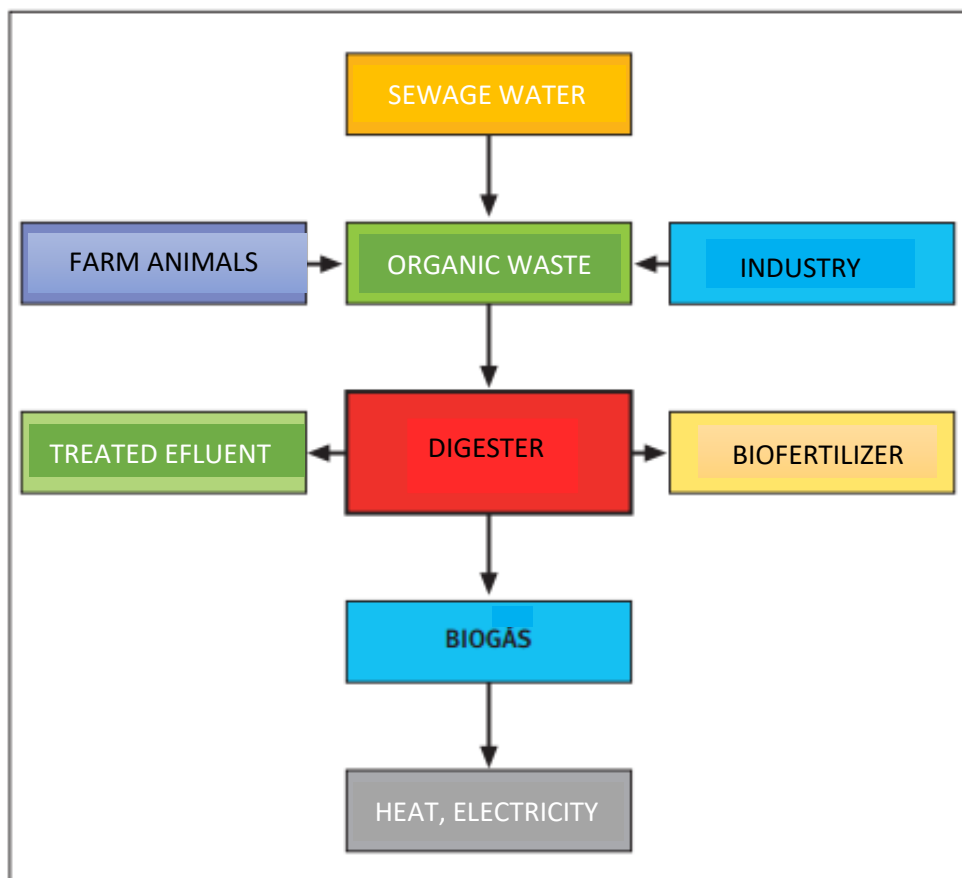 SEWAGE WATER
FARM ANIMALS
ORGANIC WASTE
INDUSTRY
TREATED EFLUENT
DIGESTER
BIOFERTILIZER
BIOGÁS
HEAT, ELECTRICITY